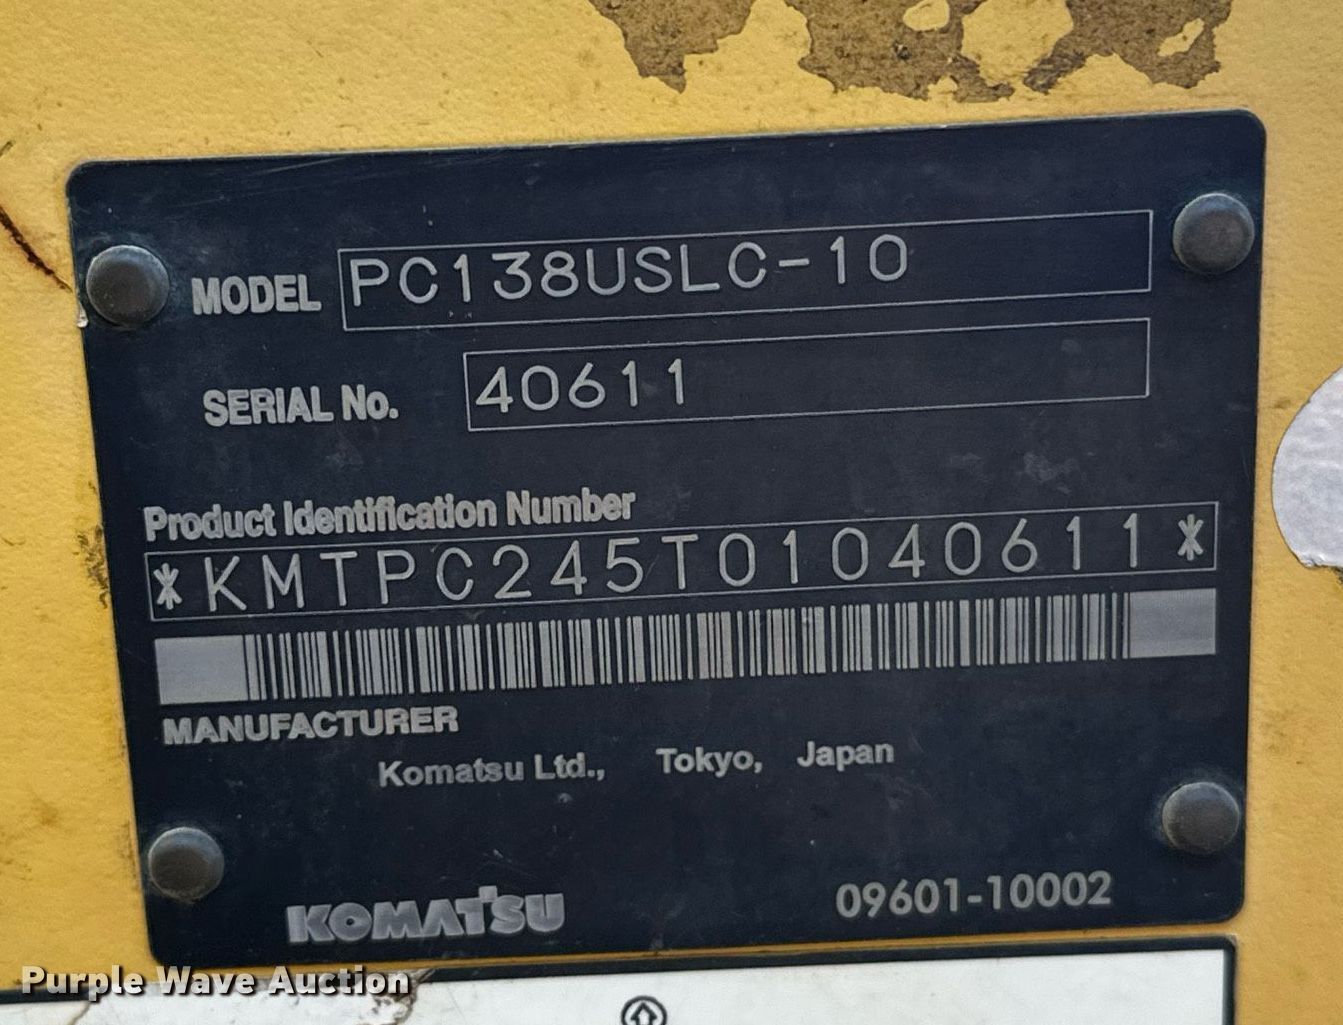 MODEL PC138USLC-10
SERIAL No. 40611
Product Identification Number
*KMTPC245T01040611*
MANUFACTURER
Komatsu Ltd., Tokyo, Japan
KOMATSU 09601-10002
Purple Wave Auction